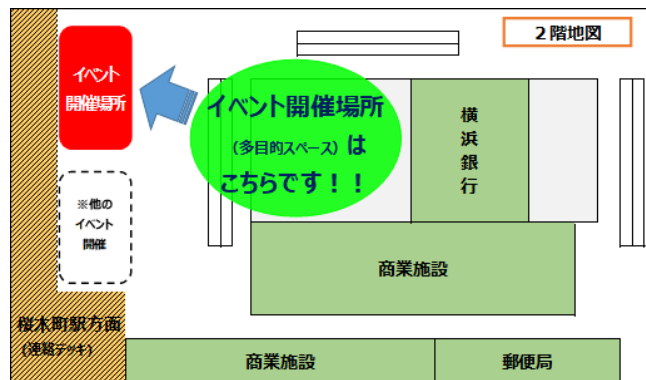 ２階地図
イベント
開催場所
イベント開催場所
(多目的スペース) は
こちらです！！
横
浜
銀
行
※他の
イベント
開催
商業施設
桜木町駅方面
(連絡デッキ)
商業施設
郵便局